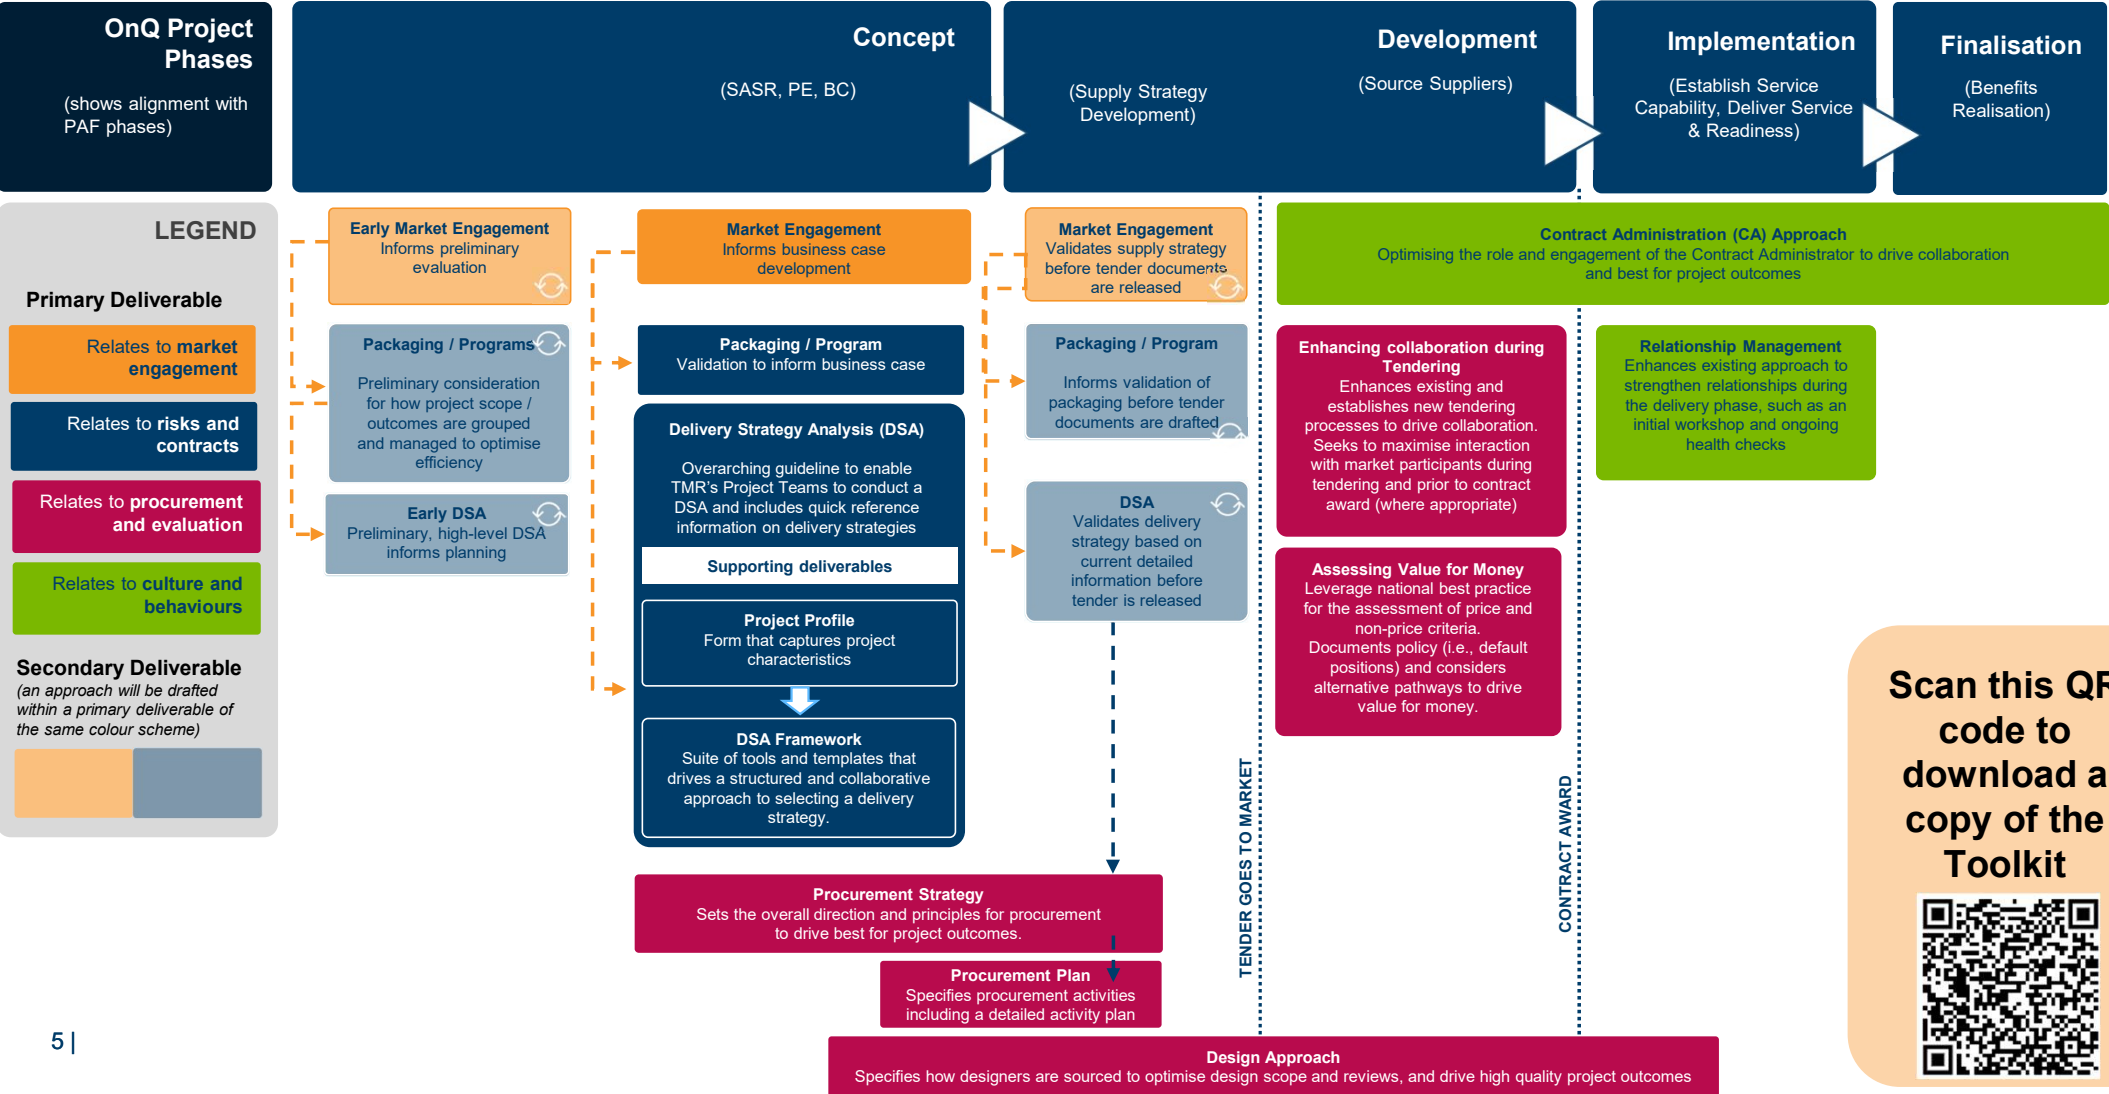 OnQ Project
Phases
(shows alignment with
PAF phases)
Concept
(SASR, PE, BC)
(Supply Strategy
Development)
Development
(Source Suppliers)
Implementation
(Establish Service
Capability, Deliver Service
& Readiness)
Finalisation
(Benefits
Realisation)
LEGEND
Primary Deliverable
Relates to market
engagement
Relates to risks and
contracts
Relates to procurement
and evaluation
Relates to culture and
behaviours
Secondary Deliverable
(an approach will be drafted
within a primary deliverable of
the same colour scheme)
Early Market Engagement
Informs preliminary
evaluation
Packaging / Programs
Preliminary consideration
for how project scope /
outcomes are grouped
and managed to optimise
efficiency
Early DSA
Preliminary, high-level DSA
informs planning
Market Engagement
Informs business case
development
Packaging / Program
Validation to inform business case
Delivery Strategy Analysis (DSA)
Overarching guideline to enable
TMR's Project Teams to conduct a
DSA and includes quick reference
information on delivery strategies
Supporting deliverables
Project Profile
Form that captures project
characteristics
DSA Framework
Suite of tools and templates that
drives a structured and collaborative
approach to selecting a delivery
strategy.
Market Engagement
Validates supply strategy
before tender documents
are released
Packaging / Program
Informs validation of
packaging before tender
documents are drafted
DSA
Validates delivery
strategy based on
current detailed
information before
tender is released
Procurement Strategy
Sets the overall direction and principles for procurement
to drive best for project outcomes.
Procurement Plan
Specifies procurement activities
including a detailed activity plan
TENDER GOES TO MARKET
Contract Administration (CA) Approach
Optimising the role and engagement of the Contract Administrator to drive collaboration
and best for project outcomes
Enhancing collaboration during
Tendering
Enhances existing and
establishes new tendering
processes to drive collaboration.
Seeks to maximise interaction
with market participants during
tendering and prior to contract
award (where appropriate)
Assessing Value for Money
Leverage national best practice
for the assessment of price and
non-price criteria.
Documents policy (i.e., default
positions) and considers
alternative pathways to drive
value for money.
CONTRACT AWARD
Relationship Management
Enhances existing approach to
strengthen relationships during
the delivery phase, such as an
initial workshop and ongoing
health checks
Design Approach
Specifies how designers are sourced to optimise design scope and reviews, and drive high quality project outcomes
Scan this QR
code to
download a
copy of the
Toolkit
5 |